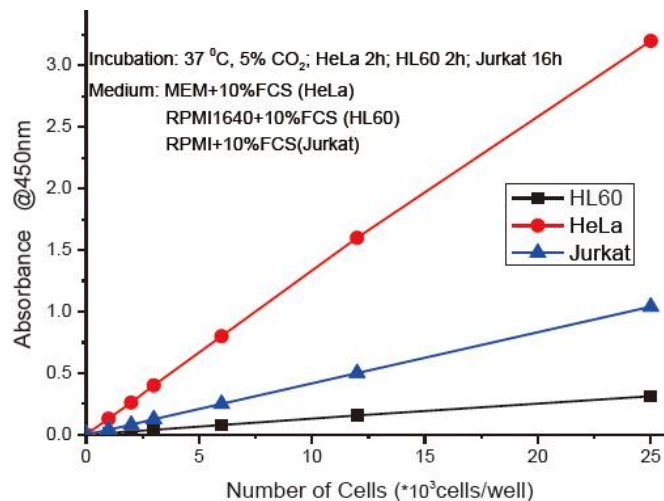 Incubation: 37 ⁰C, 5% CO₂; HeLa 2h; HL60 2h; Jurkat 16h
Medium: MEM+10%FCS (HeLa)
RPMI1640+10%FCS (HL60)
RPMI+10%FCS(Jurkat)
HL60
HeLa
Jurkat
Absorbance @450nm
3.0
2.5
2.0
1.5
1.0
0.5
0.0
0 5 10 15 20 25
Number of Cells (*10³cells/well)